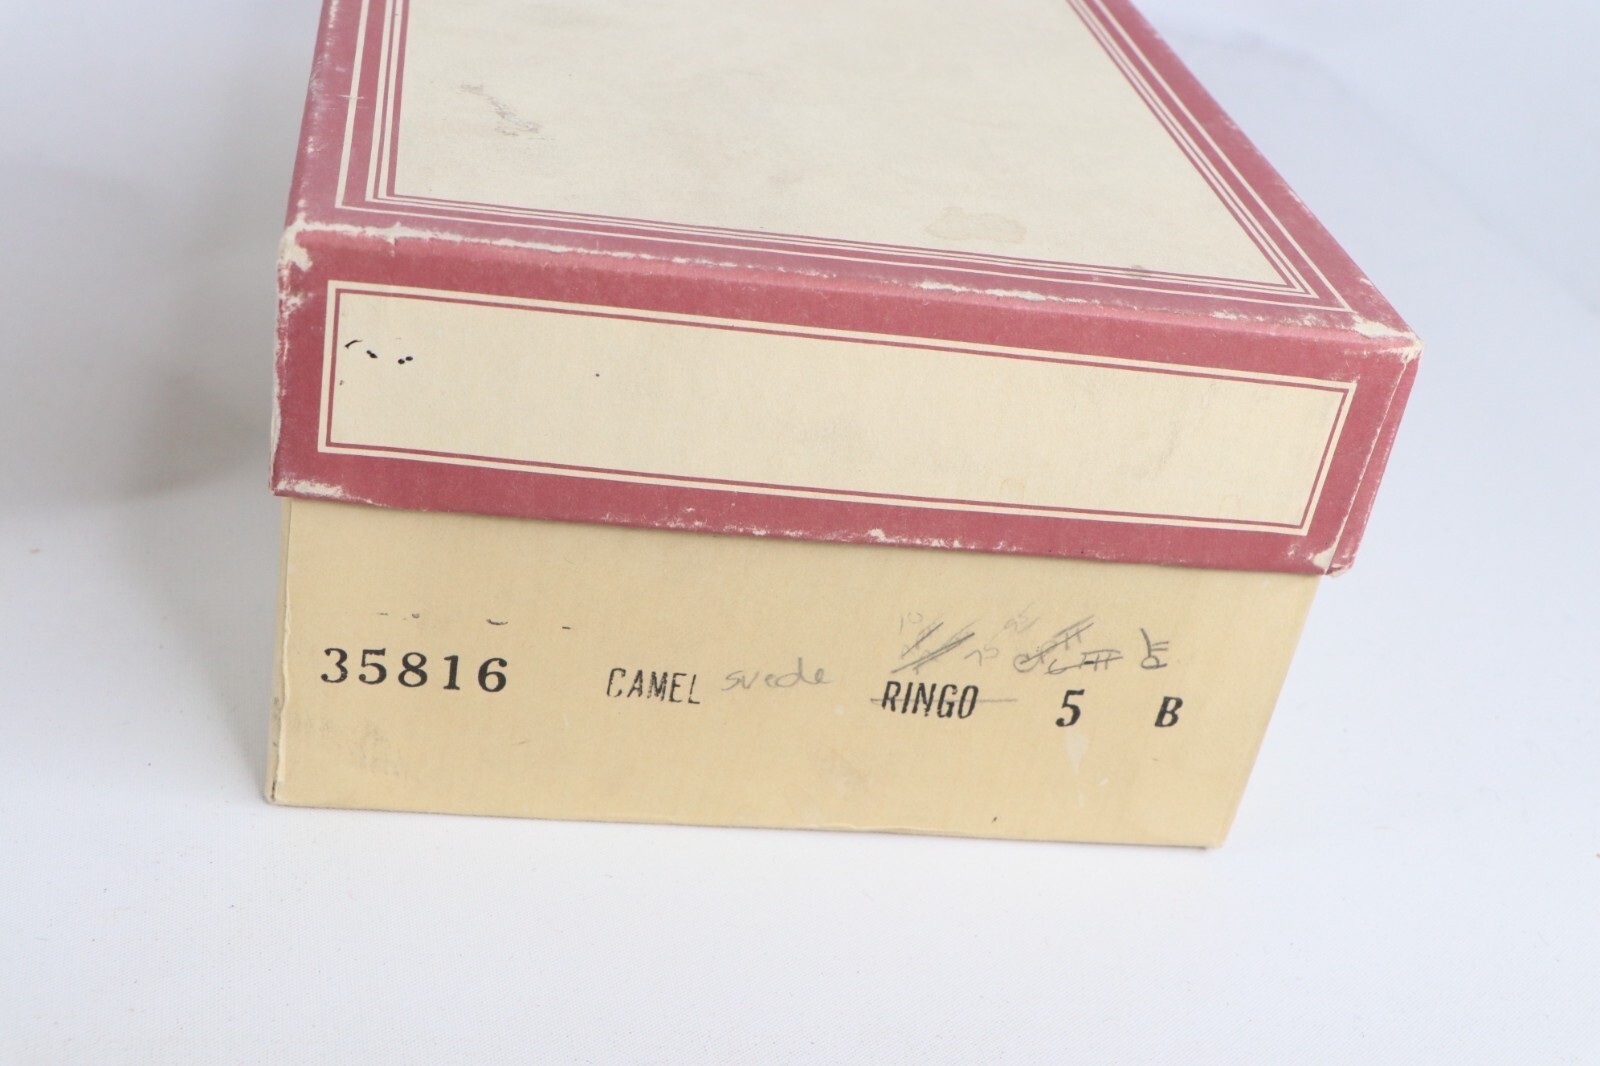 35816 CAMEL suede RINGO 5 B